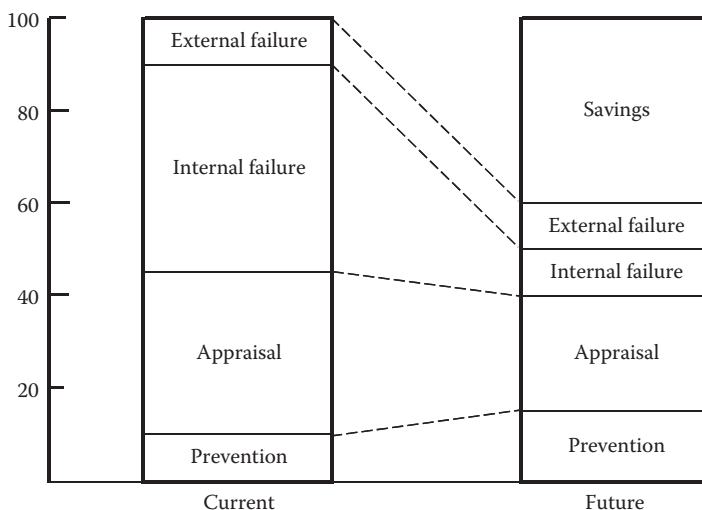 100
80
60
40
20
External failure
Internal failure
Appraisal
Prevention
Current
Savings
External failure
Internal failure
Appraisal
Prevention
Future